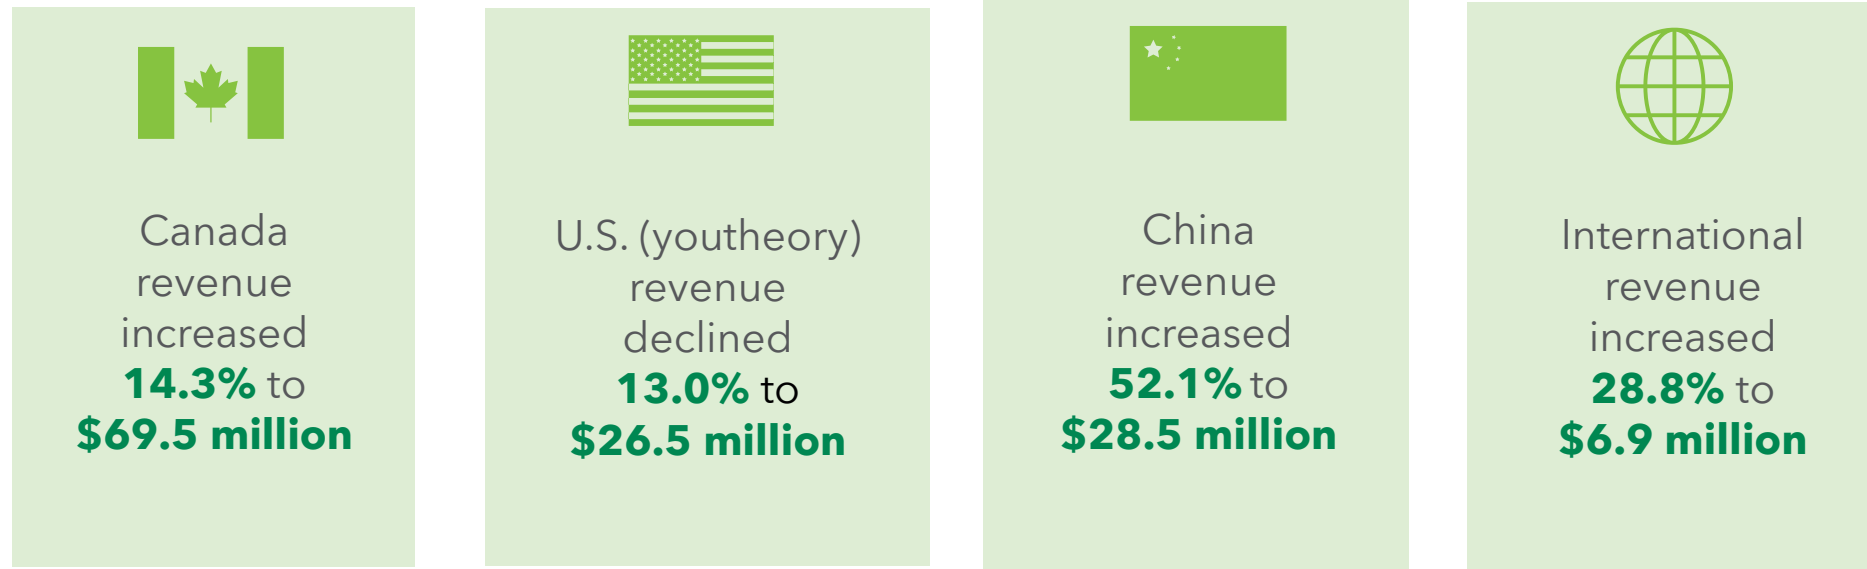 Canada
revenue
increased
14.3% to
$69.5 million
U.S. (youtheory)
revenue
declined
13.0% to
$26.5 million
China
revenue
increased
52.1% to
$28.5 million
International
revenue
increased
28.8% to
$6.9 million